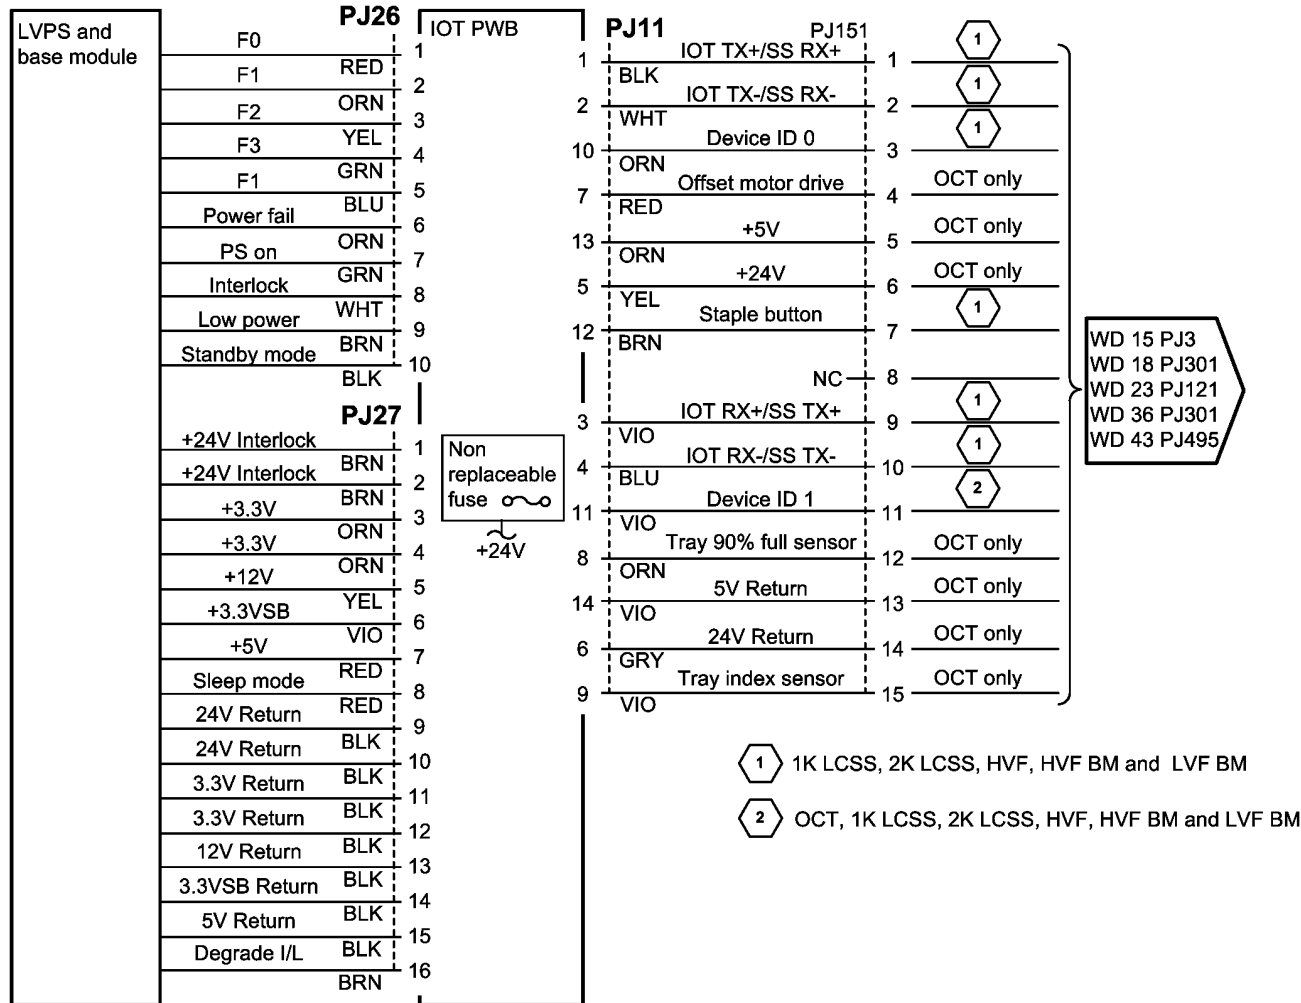 LVPS and
base module
PJ26
IOT PWB
F0
RED
1
F1
ORN
2
F2
YEL
3
F3
GRN
4
F1
BLU
5
Power fail
ORN
6
PS on
GRN
7
Interlock
WHT
8
Low power
BRN
9
Standby mode
BLK
10
PJ27
+24V Interlock
BRN
1
+24V Interlock
BRN
2
+3.3V
ORN
3
+3.3V
ORN
4
+12V
YEL
5
+3.3VSB
VIO
6
+5V
RED
7
Sleep mode
RED
8
24V Return
BLK
9
24V Return
BLK
10
3.3V Return
BLK
11
3.3V Return
BLK
12
12V Return
BLK
13
3.3VSB Return
BLK
14
5V Return
BLK
15
Degrade I/L
BRN
16
Non
replaceable
fuse
+24V
PJ11
PJ151
1 IOT TX+/SS RX+ 1 1
BLK
2 IOT TX-/SS RX- 2 1
WHT
10 Device ID 0 3 1
ORN
7 Offset motor drive 4 OCT only
RED
13 +5V 5 OCT only
ORN
5 +24V 6 OCT only
YEL
12 Staple button 7 1
BRN
NC 8
3 IOT RX+/SS TX+ 9 1
VIO
4 IOT RX-/SS TX- 10 1
BLU
11 Device ID 1 11 2
VIO
8 Tray 90% full sensor 12 OCT only
ORN
14 5V Return 13 OCT only
VIO
6 24V Return 14 OCT only
GRY
9 Tray index sensor 15 OCT only
VIO
WD 15 PJ3
WD 18 PJ301
WD 23 PJ121
WD 36 PJ301
WD 43 PJ495
1 1K LCSS, 2K LCSS, HVF, HVF BM and LVF BM
2 OCT, 1K LCSS, 2K LCSS, HVF, HVF BM and LVF BM